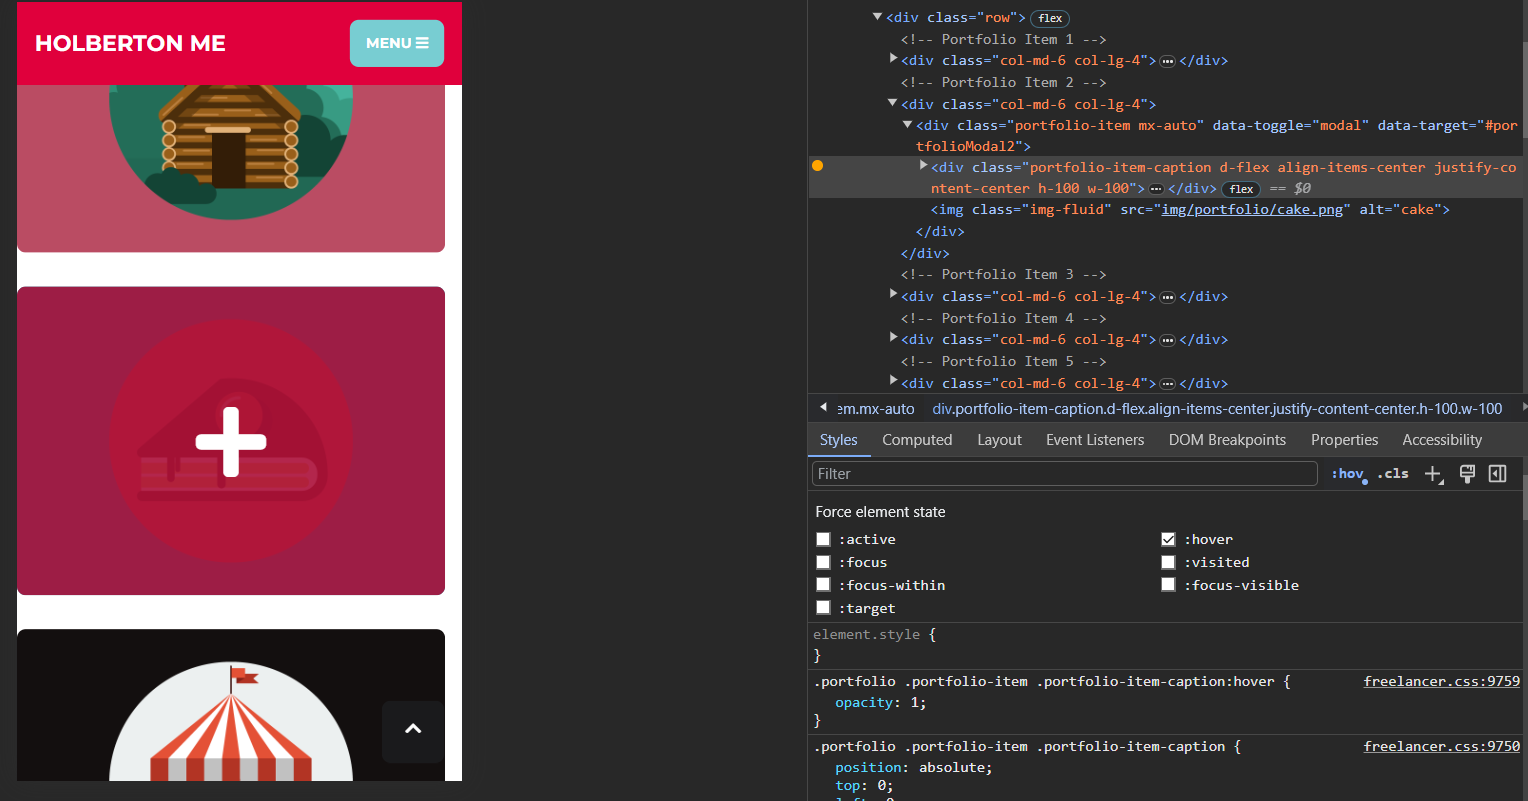 HOLBERTON ME
MENU
<div class="row"> flex
<!-- Portfolio Item 1 -->
<div class="col-md-6 col-lg-4"> ••• </div>
<!-- Portfolio Item 2 -->
<div class="col-md-6 col-lg-4">
<div class="portfolio-item mx-auto" data-toggle="modal" data-target="#por
tfolioModal2">
<div class="portfolio-item-caption d-flex align-items-center justify-co
ntent-center h-100 w-100"> ••• </div> flex == $0
<img class="img-fluid" src="img/portfolio/cake.png" alt="cake">
</div>
</div>
<!-- Portfolio Item 3 -->
<div class="col-md-6 col-lg-4"> ••• </div>
<!-- Portfolio Item 4 -->
<div class="col-md-6 col-lg-4"> ••• </div>
<!-- Portfolio Item 5 -->
<div class="col-md-6 col-lg-4"> ••• </div>
em.mx-auto div.portfolio-item-caption.d-flex.align-items-center.justify-content-center.h-100.w-100
Styles Computed Layout Event Listeners DOM Breakpoints Properties Accessibility
Filter :hov .cls
Force element state
:active :hover
:focus :visited
:focus-within :focus-visible
:target
element.style {
}
.portfolio .portfolio-item .portfolio-item-caption:hover { freelancer.css:9759
opacity: 1;
}
.portfolio .portfolio-item .portfolio-item-caption { freelancer.css:9750
position: absolute;
top: 0;